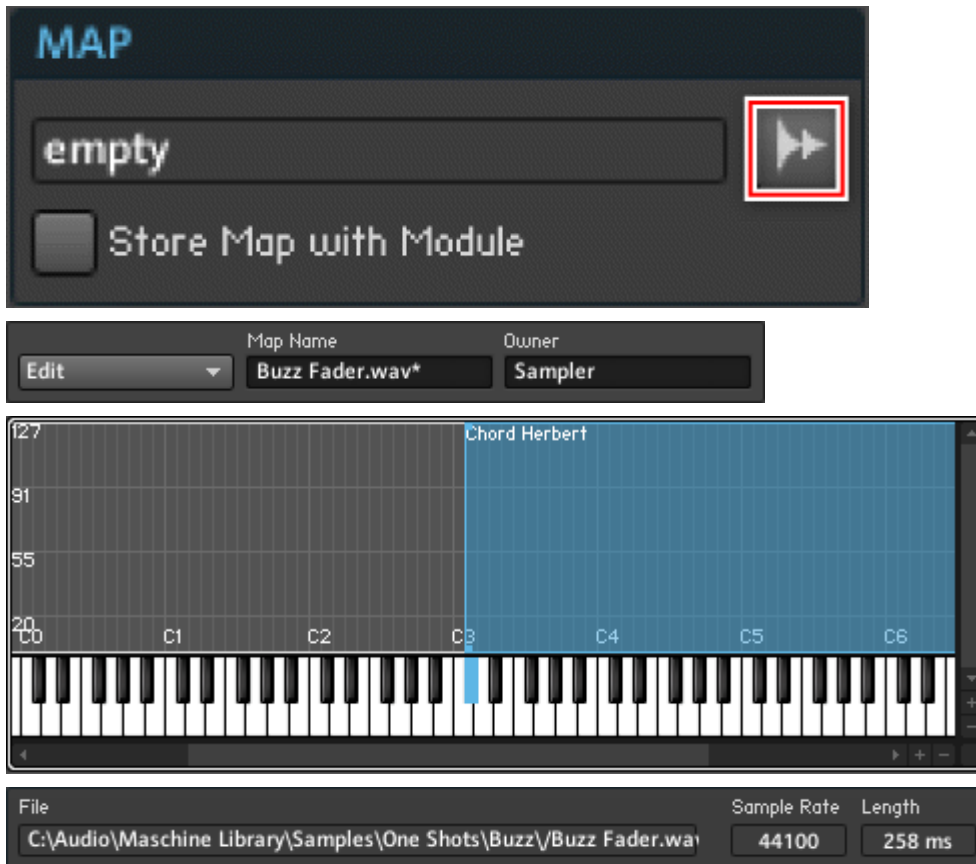 MAP
empty
Store Map with Module
Map Name Owner
Edit Buzz Fader.wav* Sampler
127 Chord Herbert
91
55
20
C0 C1 C2 C3 C4 C5 C6
File Sample Rate Length
C:\Audio\Maschine Library\Samples\One Shots\Buzz\/Buzz Fader.wav 44100 258 ms